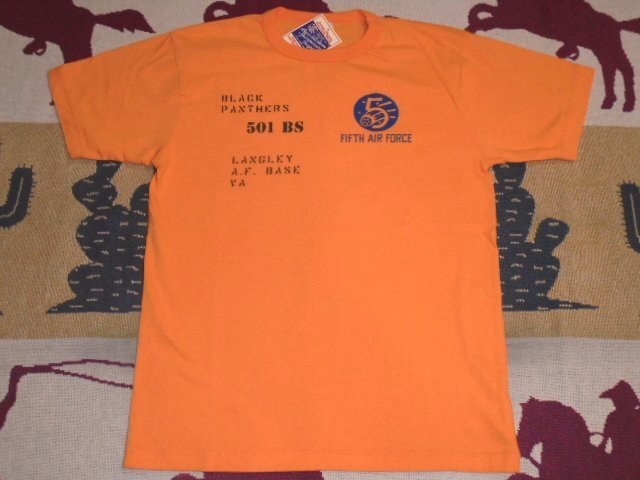 BLACK
PANTHERS
501 BS
LANGLEY
A.F. BASE
VA
5
FIFTH AIR FORCE